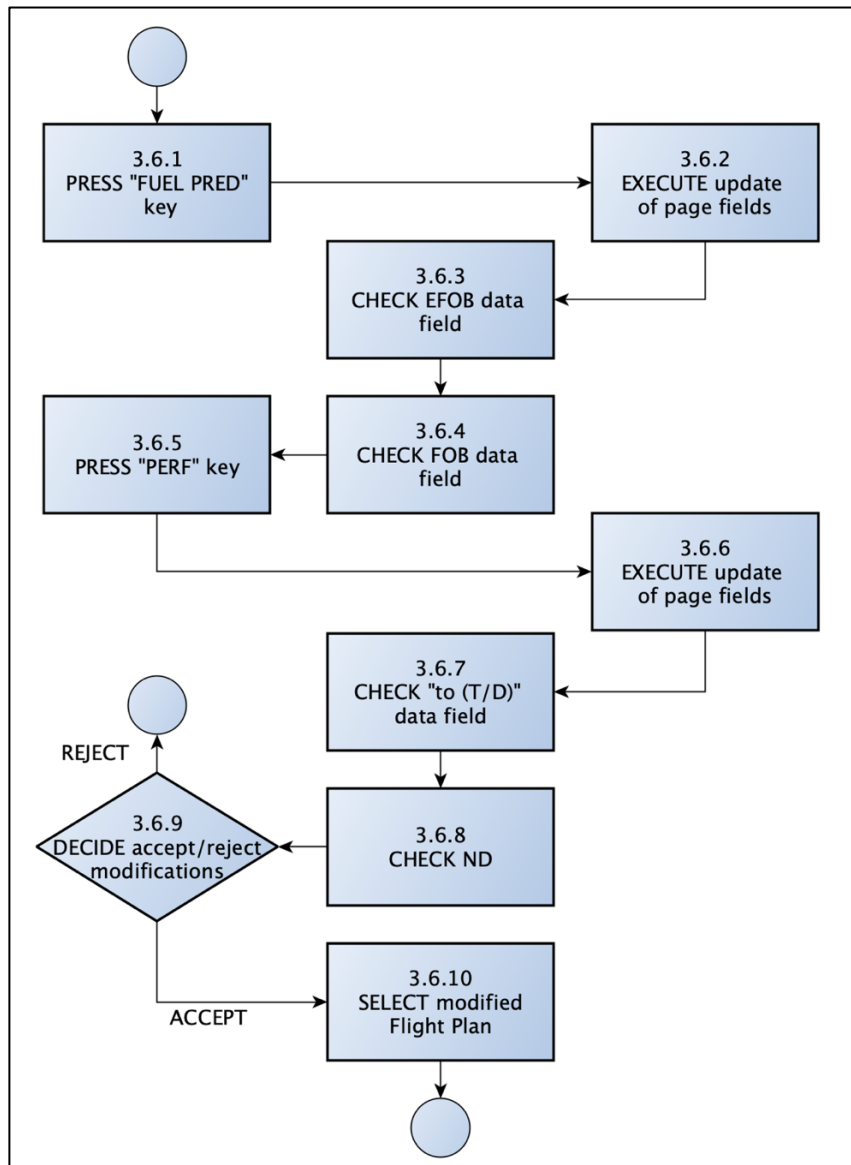 3.6.1
PRESS "FUEL PRED"
key
3.6.2
EXECUTE update
of page fields
3.6.3
CHECK EFOB data
field
3.6.4
CHECK FOB data
field
3.6.5
PRESS "PERF" key
3.6.6
EXECUTE update
of page fields
3.6.7
CHECK "to (T/D)"
data field
3.6.8
CHECK ND
REJECT
3.6.9
DECIDE accept/reject
modifications
ACCEPT
3.6.10
SELECT modified
Flight Plan